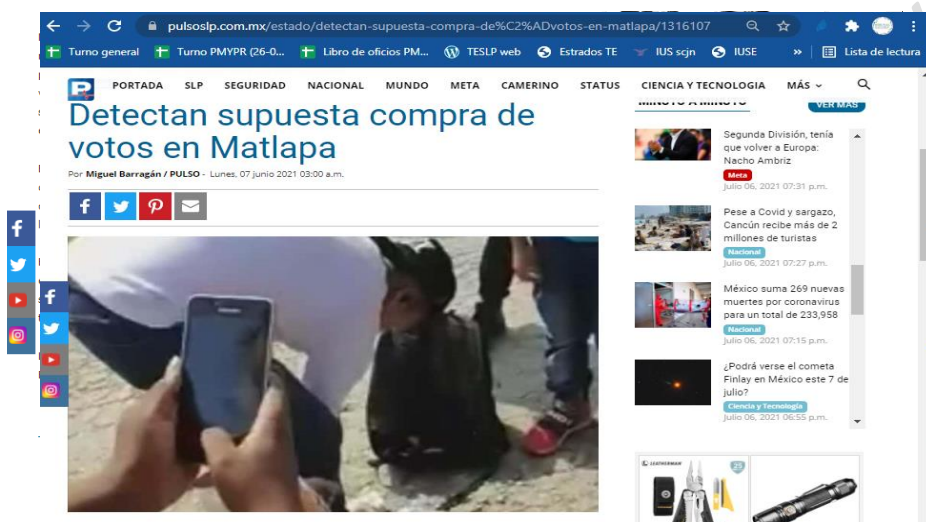 pulsoslp.com.mx/estado/detectan-supuesta-compra-de%C2%ADvotos-en-matlapa/1316107
Turno general Turno PMYPR (26-0... Libro de oficios PM... TESLP web Estrados TE IUS scjn IUSE » Lista de lectura
PORTADA SLP SEGURIDAD NACIONAL MUNDO META CAMERINO STATUS CIENCIA Y TECNOLOGIA MÁS
Detectan supuesta compra de
votos en Matlapa
Por Miguel Barragán / PULSO - Lunes, 07 junio 2021 03:00 a.m.
MINUTO A MINUTO
VER MÁS
Segunda División, tenía
que volver a Europa:
Nacho Ambriz
Meta
Julio 06, 2021 07:31 p.m.
Pese a Covid y sargazo,
Cancún recibe más de 2
millones de turistas
Nacional
Julio 06, 2021 07:27 p.m.
México suma 269 nuevas
muertes por coronavirus
para un total de 233,958
Nacional
Julio 06, 2021 07:15 p.m.
¿Podrá verse el cometa
Finlay en México este 7 de
julio?
Ciencia y Tecnología
Julio 06, 2021 06:55 p.m.
LEATHERMAN
25